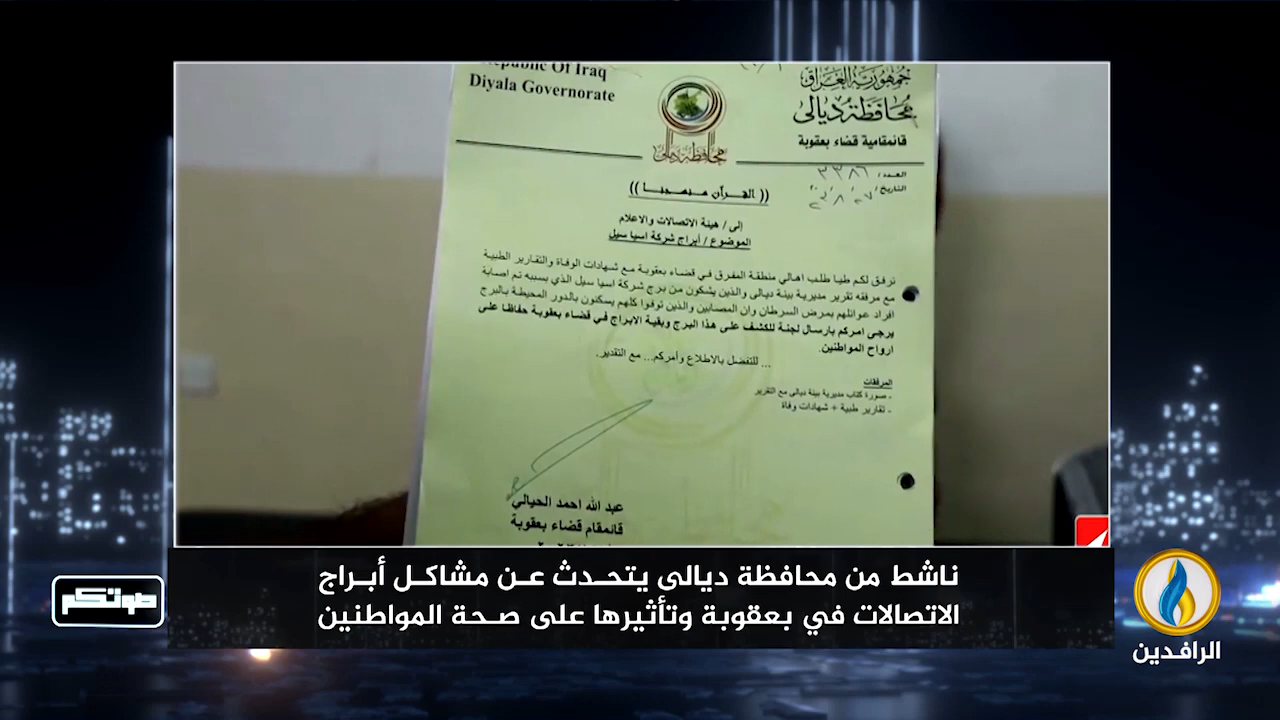 Republic Of Iraq
Diyala Governorate
جمهورية العراق
محافظة ديالى
قائممقامية قضاء بعقوبة
محافظة ديالى
العدد / ٣٣٨٦
التاريخ /
(( القرآن منهجنا ))
إلى / هيئة الاتصالات والاعلام
الموضوع / أبراج شركة اسيا سيل
نرفق لكم طيا طلب اهالي منطقة المفرق في قضاء بعقوبة مع شهادات الوفاة والتقارير الطبية
مع مرفقه تقرير مديرية بيئة ديالى والذين يشكون من برج شركة اسيا سيل الذي بسببه تم اصابة
افراد عوائلهم بمرض السرطان وان المصابين والذين توفوا كلهم يسكنون بالدور المحيطة بالبرج
يرجى امركم بارسال لجنة للكشف على هذا البرج وبقية الابراج في قضاء بعقوبة حفاظا على
ارواح المواطنين.
... للتفضل بالاطلاع وأمركم... مع التقدير.
المرفقات
- صورة كتاب مديرية بيئة ديالى مع التقرير
- تقارير طبية + شهادات وفاة
عبد الله احمد الحيالي
قائمقام قضاء بعقوبة
ناشط من محافظة ديالى يتحدث عن مشاكل أبراج
الاتصالات في بعقوبة وتأثيرها على صحة المواطنين
صوتكم
الرافدين